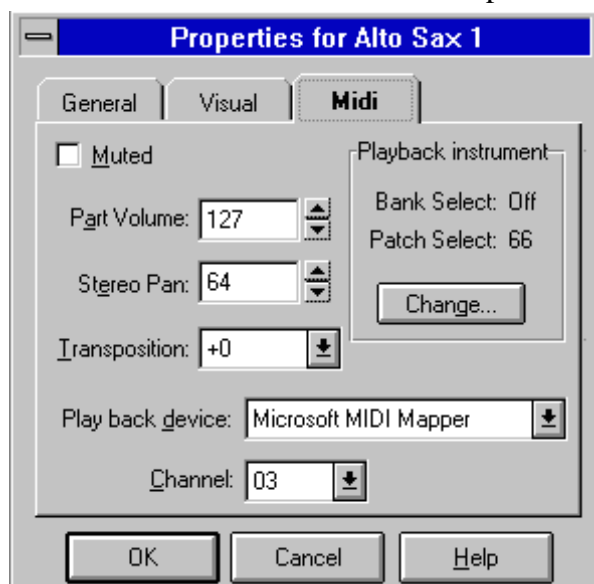 Properties for Alto Sax 1
General Visual Midi
Muted
Playback instrument
Part Volume: 127
Bank Select: Off
Patch Select: 66
Stereo Pan: 64
Change...
Transposition: +0
Play back device: Microsoft MIDI Mapper
Channel: 03
OK Cancel Help